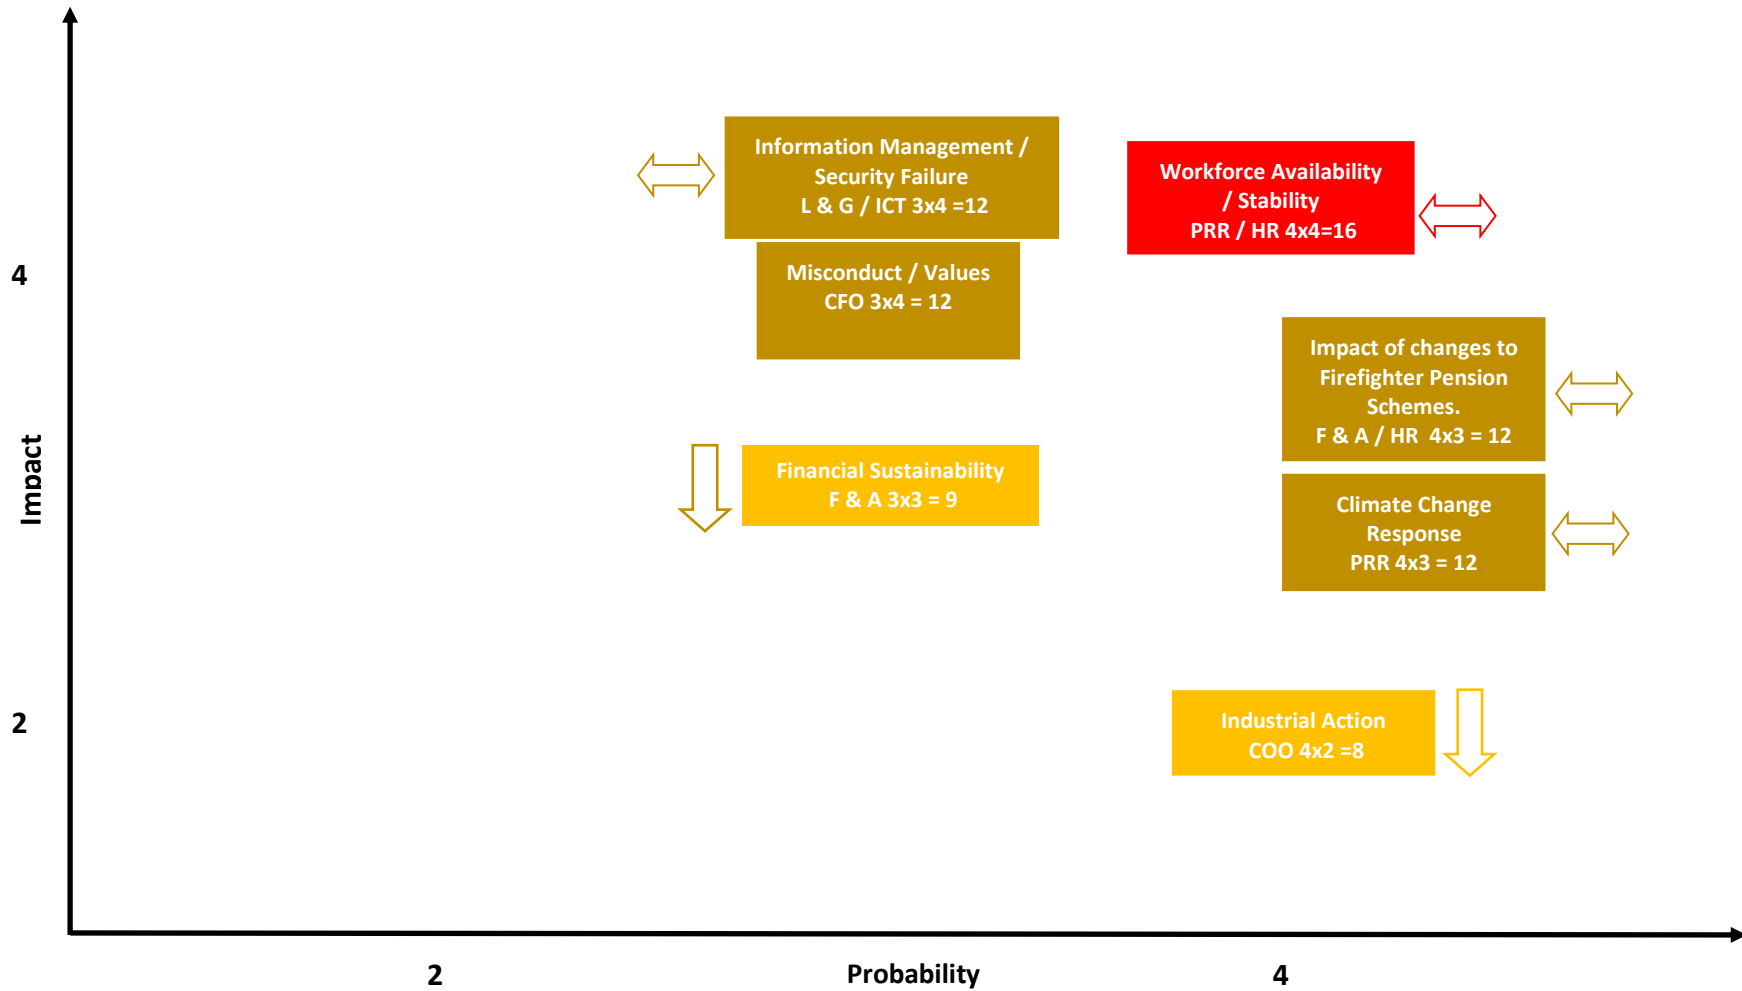 Information Management /
Security Failure
L & G / ICT 3x4 =12
Workforce Availability
/ Stability
PRR / HR 4x4=16
Misconduct / Values
CFO 3x4 = 12
4
Impact of changes to
Firefighter Pension
Schemes.
F & A / HR  4x3 = 12
Impact
Financial Sustainability
F & A 3x3 = 9
Climate Change
Response
PRR 4x3 = 12
2
Industrial Action
COO 4x2 =8
2
Probability
4